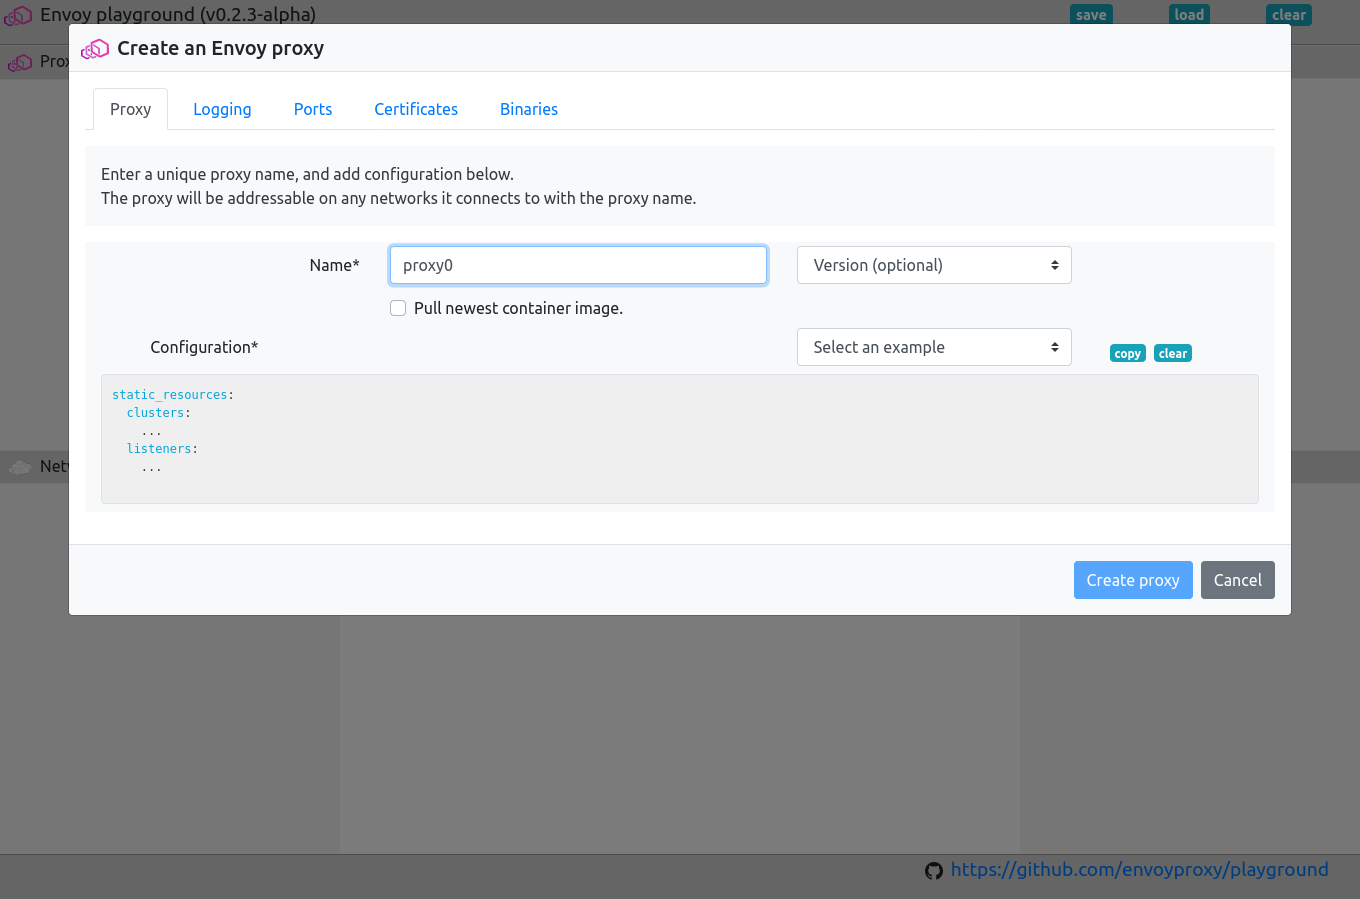 Envoy playground (v0.2.3-alpha)
save
load
clear
Create an Envoy proxy
Proxy
Logging
Ports
Certificates
Binaries
Enter a unique proxy name, and add configuration below.
The proxy will be addressable on any networks it connects to with the proxy name.
Name*
proxy0
Version (optional)
Pull newest container image.
Configuration*
Select an example
copy
clear
static_resources:
clusters:
...
listeners:
...
Create proxy
Cancel
https://github.com/envoyproxy/playground